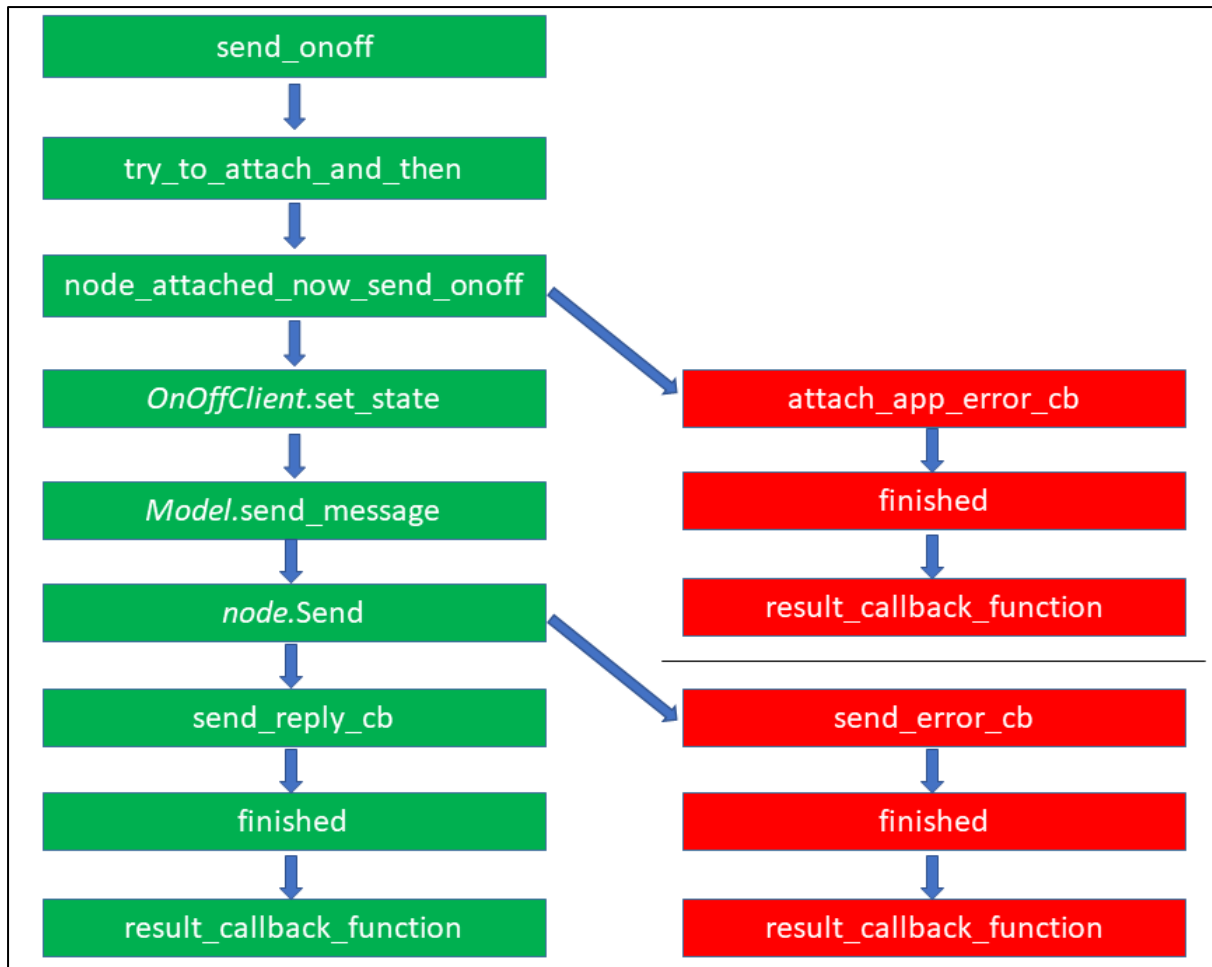 send_onoff
try_to_attach_and_then
node_attached_now_send_onoff
OnOffClient.set_state
Model.send_message
node.Send
send_reply_cb
finished
result_callback_function
attach_app_error_cb
finished
result_callback_function
send_error_cb
finished
result_callback_function